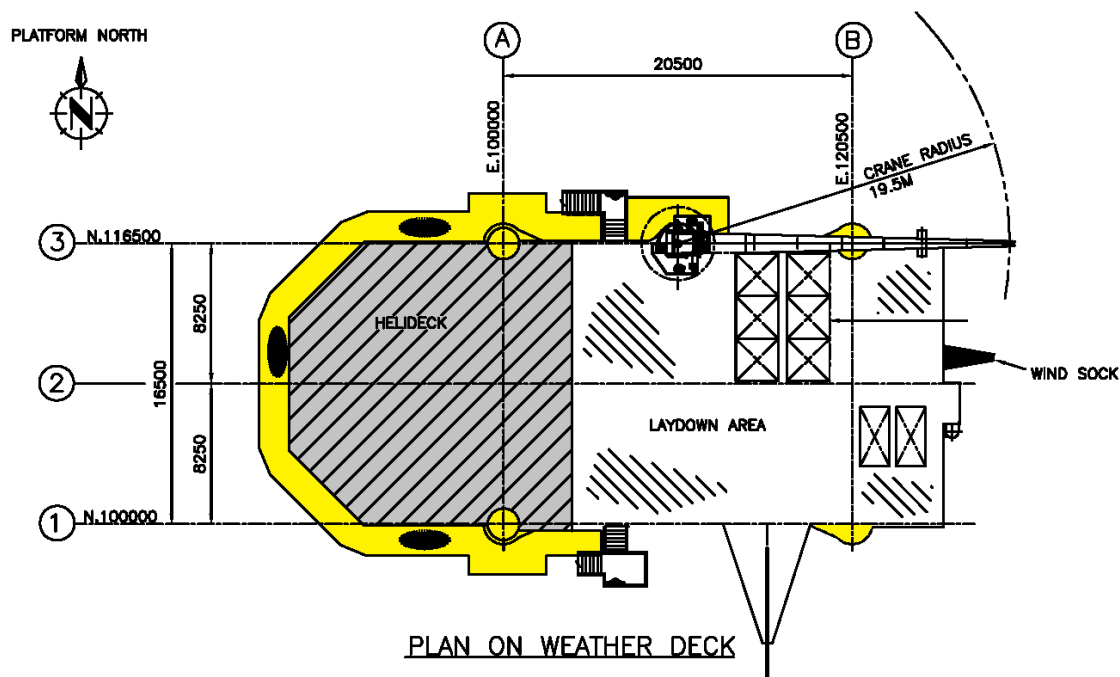 PLATFORM NORTH
N
A
B
20500
E.100000
E.120500
CRANE RADIUS
19.5M
3
N.116500
8250
HELIDECK
16500
2
WIND SOCK
8250
LAYDOWN AREA
1
N.100000
PLAN ON WEATHER DECK